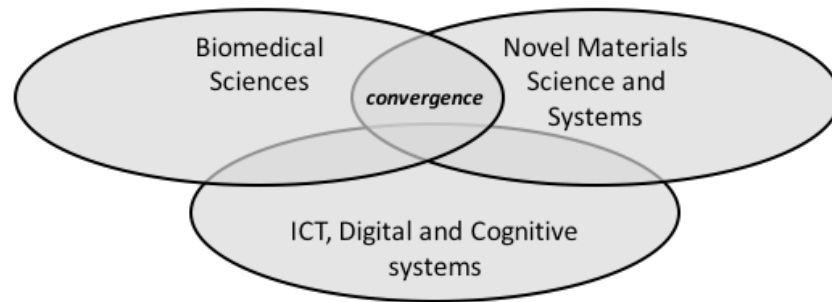 Biomedical
Sciences
convergence
Novel Materials
Science and
Systems
ICT, Digital and Cognitive
systems